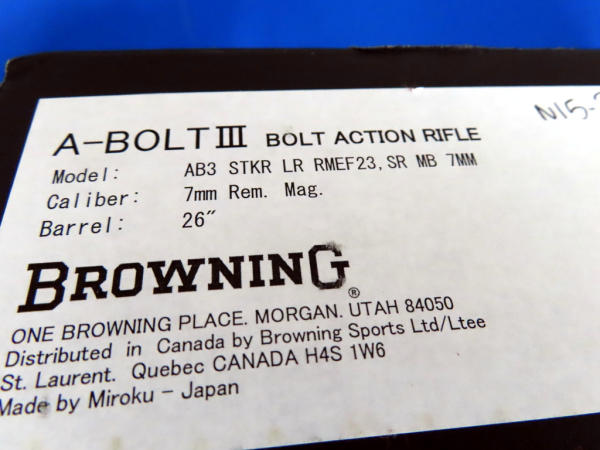 N15-
A-BOLT III BOLT ACTION RIFLE
Model: AB3 STKR LR RMEF23,SR MB 7MM
Caliber: 7mm Rem. Mag.
Barrel: 26"
BROWNING®
ONE BROWNING PLACE. MORGAN. UTAH 84050
Distributed in Canada by Browning Sports Ltd/Ltee
St. Laurent. Quebec CANADA H4S 1W6
Made by Miroku - Japan